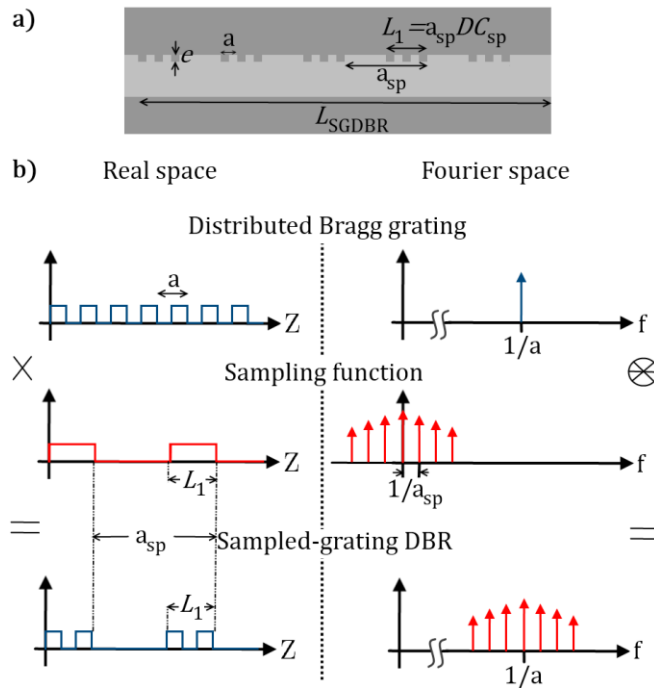 a)
a
e
L₁=aₛₚDCₛₚ
aₛₚ
L_SGDBR
b)
Real space
Fourier space
Distributed Bragg grating
a
Z
1/a
f
Sampling function
L₁
Z
1/aₛₚ
f
aₛₚ
Sampled-grating DBR
L₁
Z
1/a
f